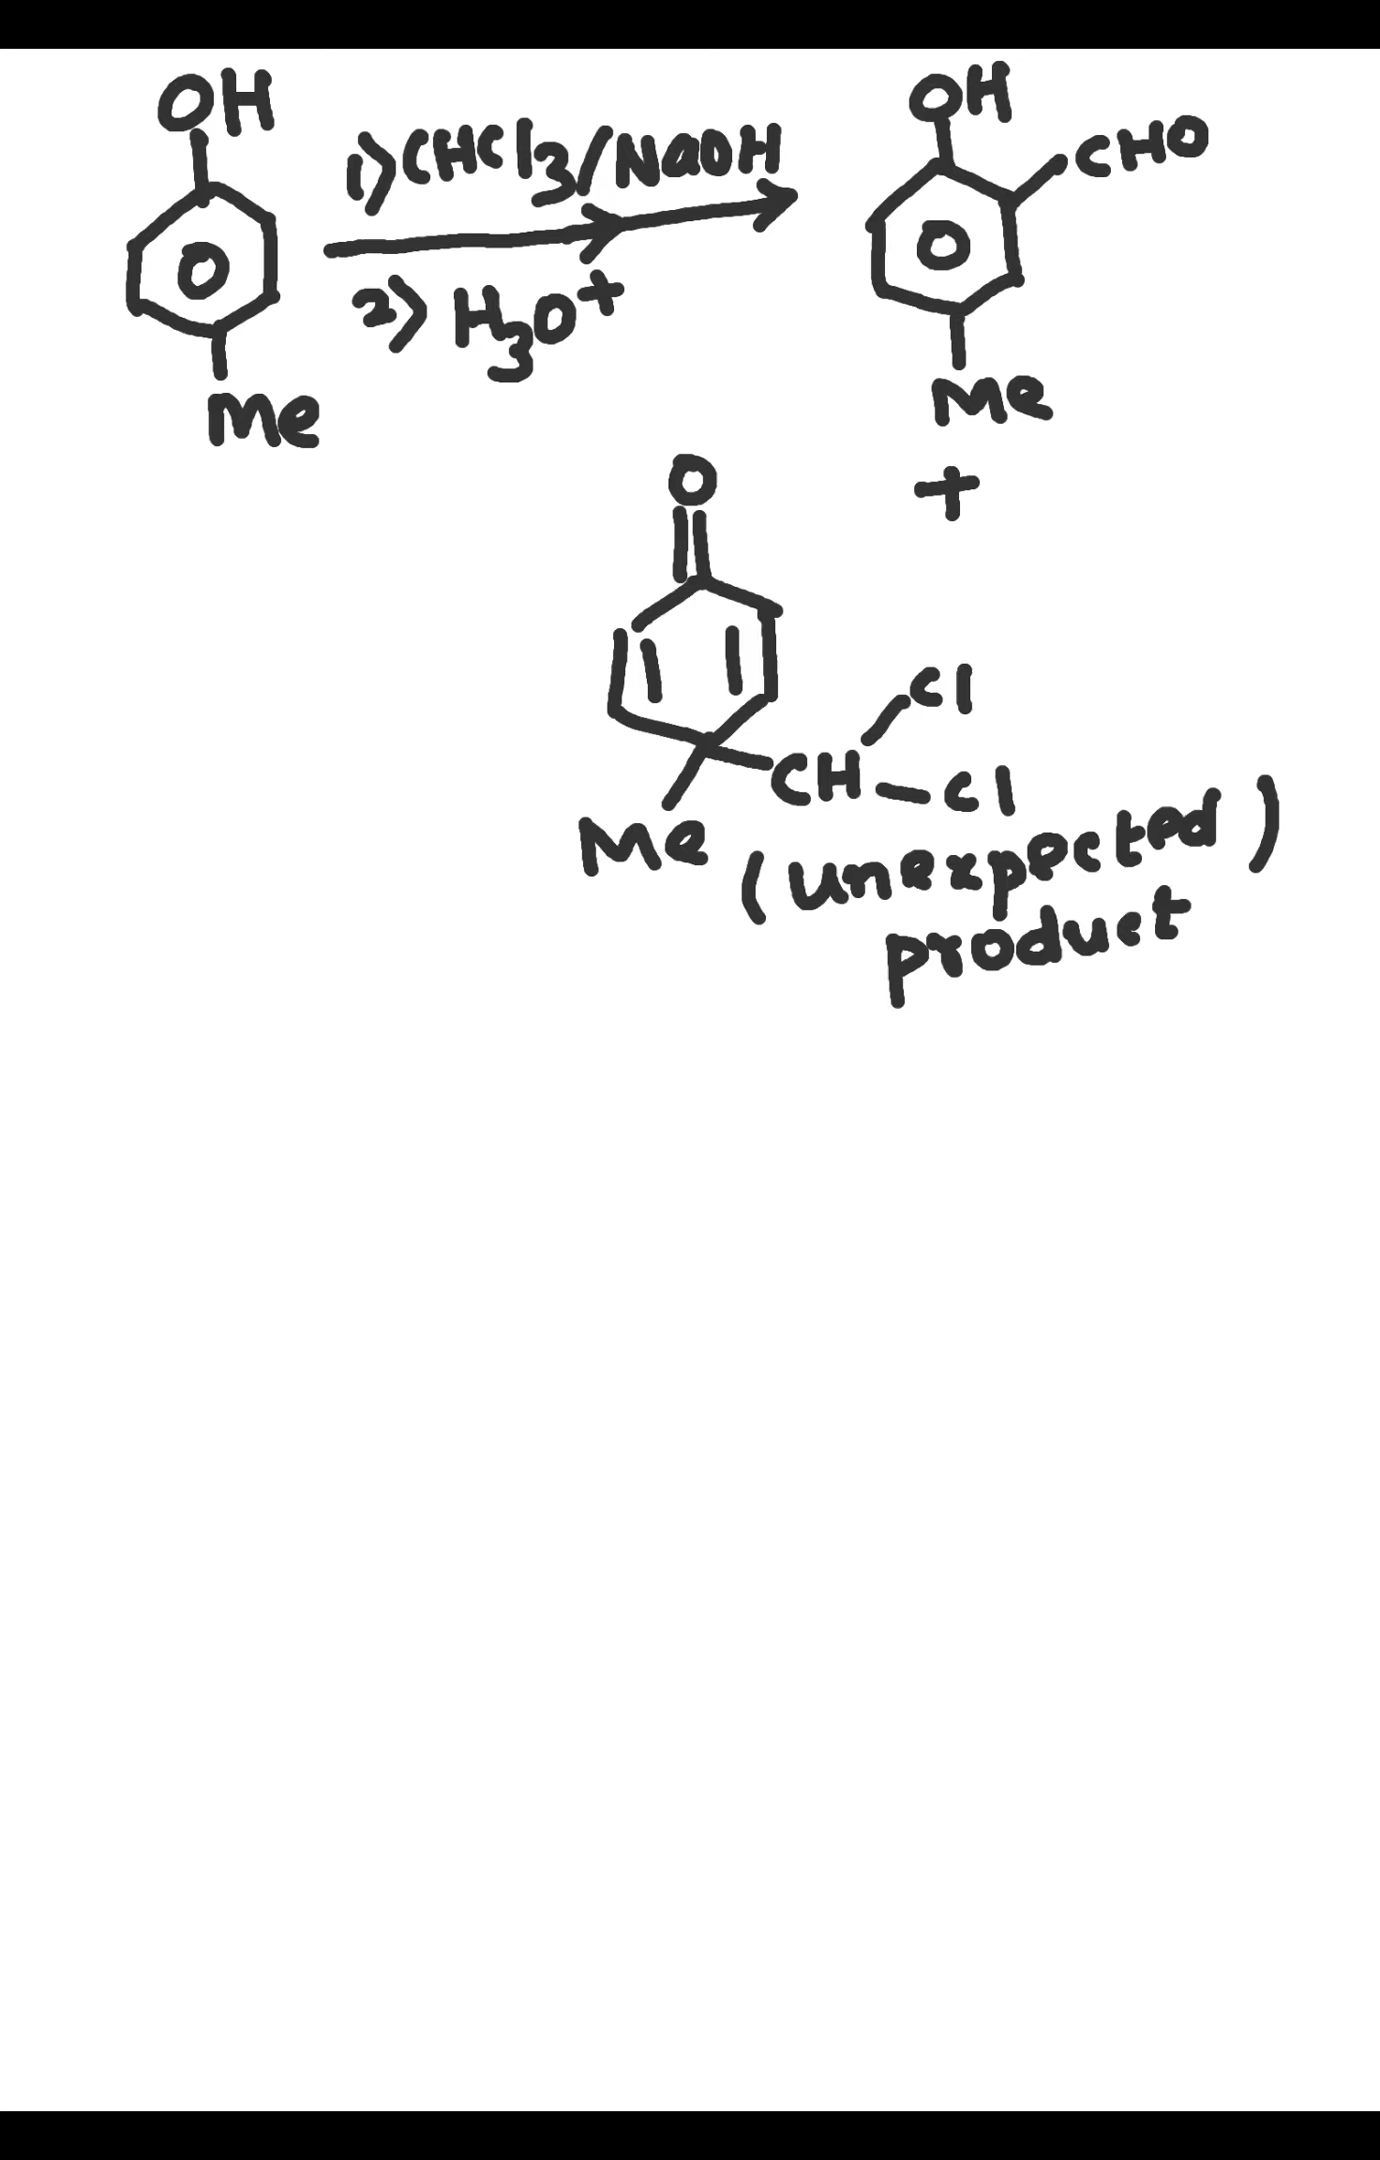 OH
1) CHCl3/NaOH
2) H3O+
Me
OH
CHO
Me
+
O
Cl
CH-Cl
Me
(unexpected)
product